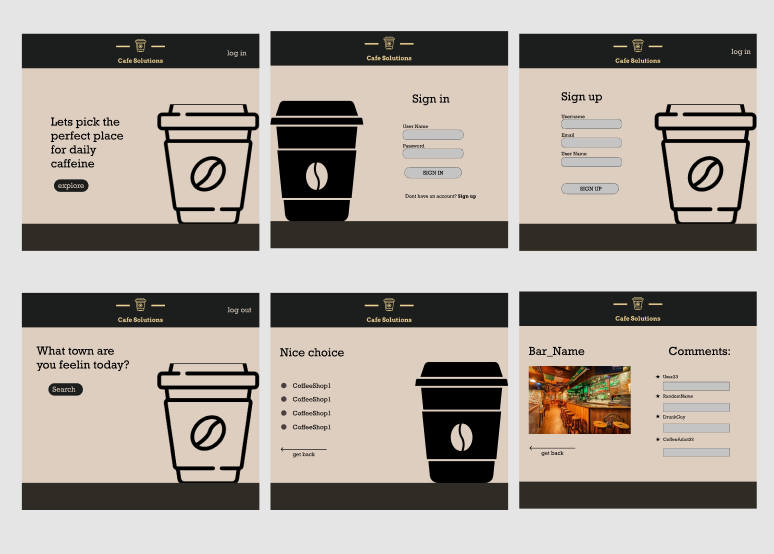 log in
Cafe Solutions
Lets pick the
perfect place
for daily
caffeine
explore
Cafe Solutions
Sign in
User Name
Password
SIGN IN
Dont have an account? Sign up
log in
Cafe Solutions
Sign up
Username
Email
User Name
SIGN UP
log out
Cafe Solutions
What town are
you feelin today?
Search
Cafe Solutions
Nice choice
CoffeeShop1
CoffeeShop1
CoffeeShop1
CoffeeShop1
get back
Cafe Solutions
Bar_Name
get back
Comments:
User23
RandomName
DrunkGuy